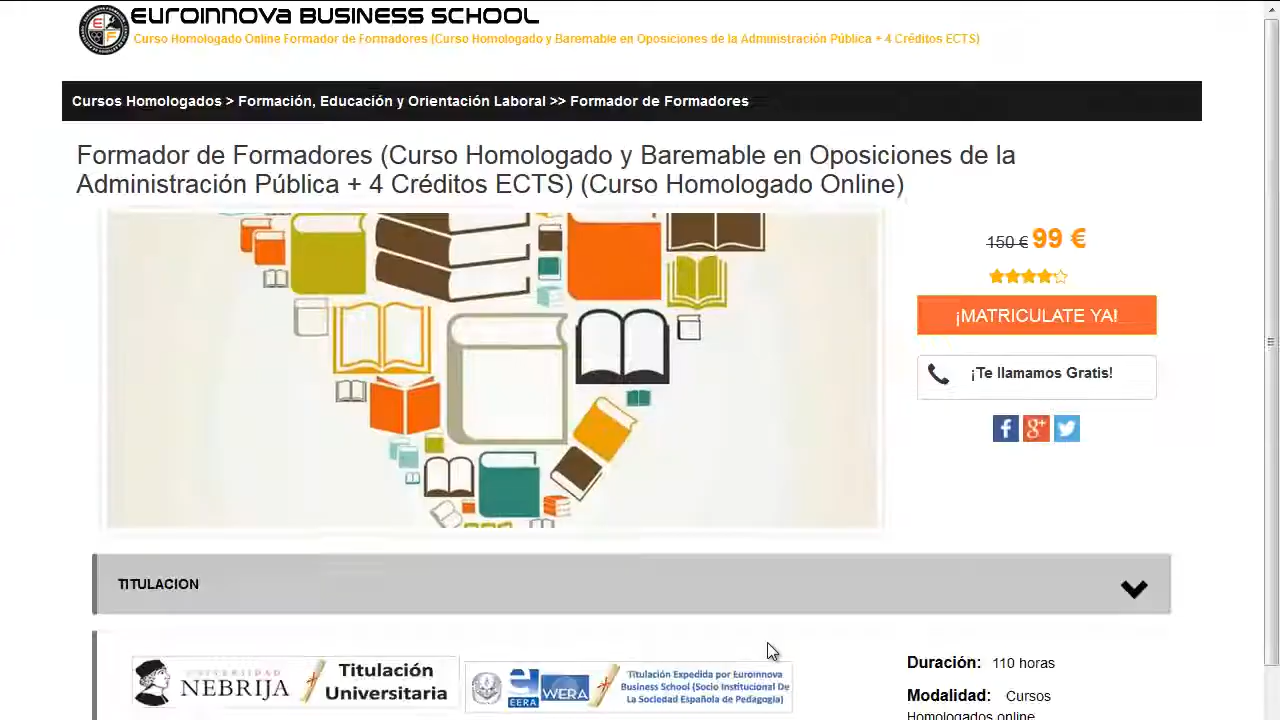 EUROINNOVA BUSINESS SCHOOL
Curso Homologado Online Formador de Formadores (Curso Homologado y Baremable en Oposiciones de la Administración Pública + 4 Créditos ECTS)
Cursos Homologados > Formación, Educación y Orientación Laboral >> Formador de Formadores
Formador de Formadores (Curso Homologado y Baremable en Oposiciones de la
Administración Pública + 4 Créditos ECTS) (Curso Homologado Online)
150 € 99 €
¡MATRICULATE YA!
¡Te llamamos Gratis!
TITULACION
UNIVERSIDAD
NEBRIJA
Titulación
Universitaria
EERA
WERA
Titulación Expedida por Euroinnova
Business School (Socio Institucional De
La Sociedad Española de Pedagogía)
Duración: 110 horas
Modalidad: Cursos
Homologados online